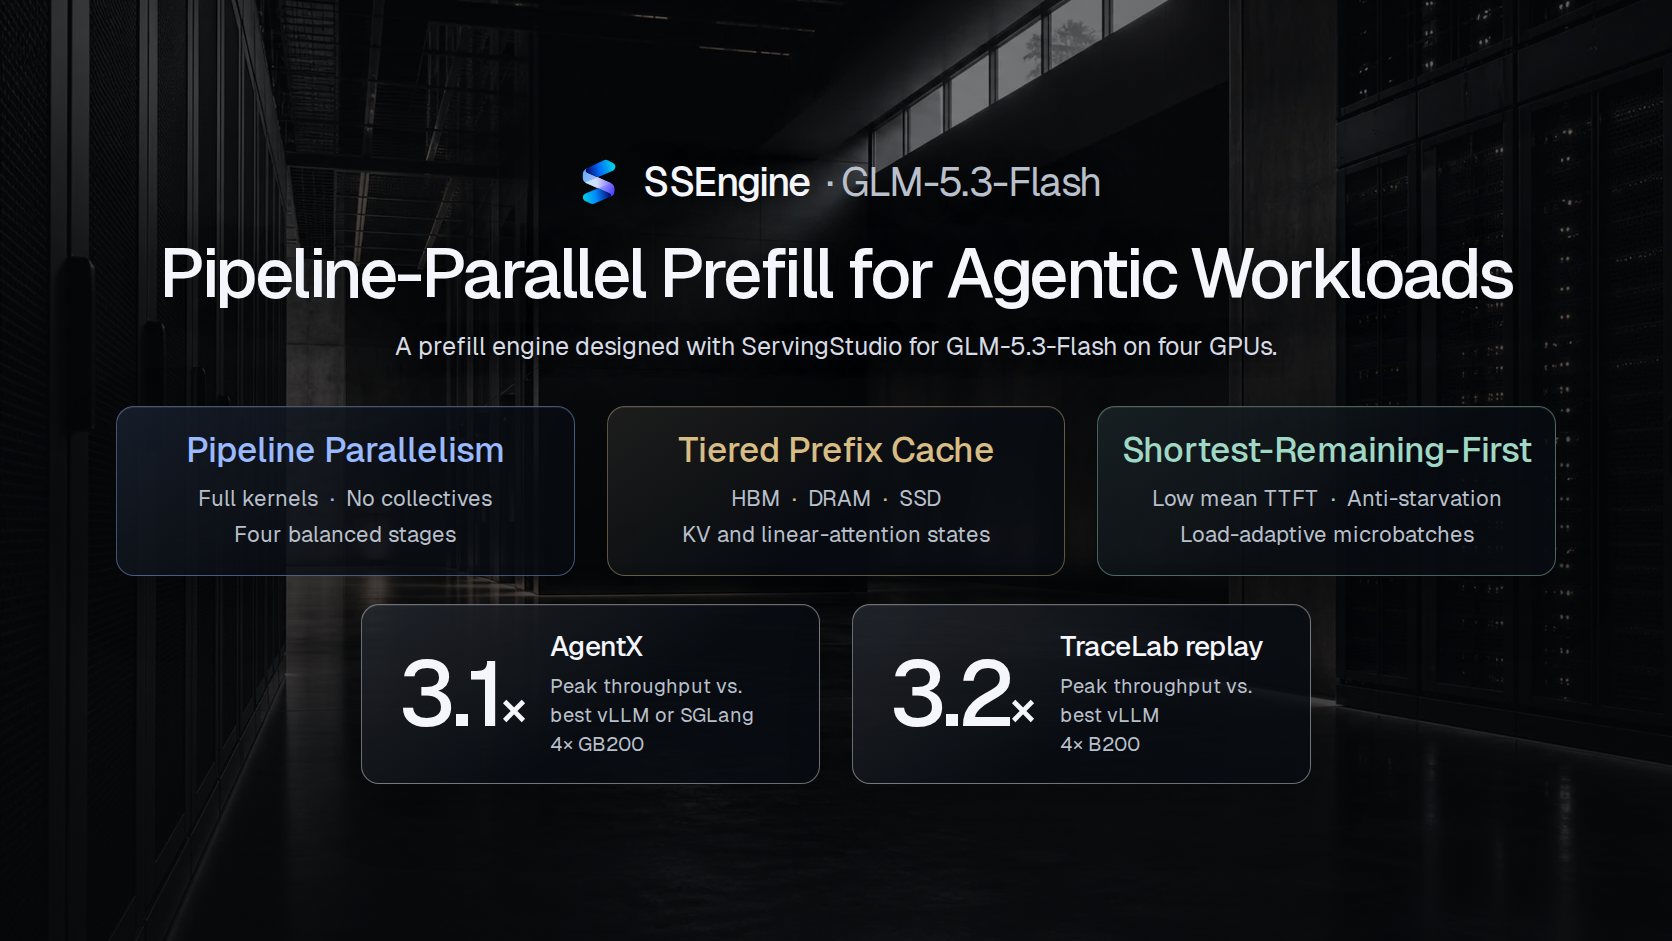 SSEngine · GLM-5.3-Flash
Pipeline-Parallel Prefill for Agentic Workloads
A prefill engine designed with ServingStudio for GLM-5.3-Flash on four GPUs.
Pipeline Parallelism
Full kernels · No collectives
Four balanced stages
Tiered Prefix Cache
HBM · DRAM · SSD
KV and linear-attention states
Shortest-Remaining-First
Low mean TTFT · Anti-starvation
Load-adaptive microbatches
3.1×
AgentX
Peak throughput vs.
best vLLM or SGLang
4× GB200
3.2×
TraceLab replay
Peak throughput vs.
best vLLM
4× B200